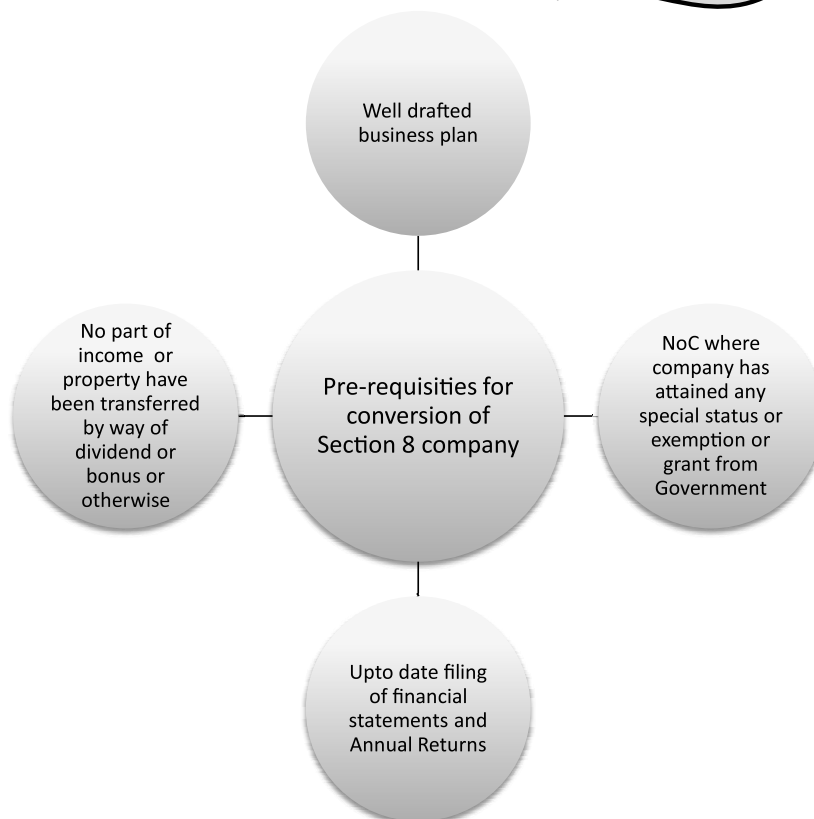 Well drafted
business plan
No part of
income or
property have
been transferred
by way of
dividend or
bonus or
otherwise
Pre-requisities for
conversion of
Section 8 company
NoC where
company has
attained any
special status or
exemption or
grant from
Government
Upto date filing
of financial
statements and
Annual Returns